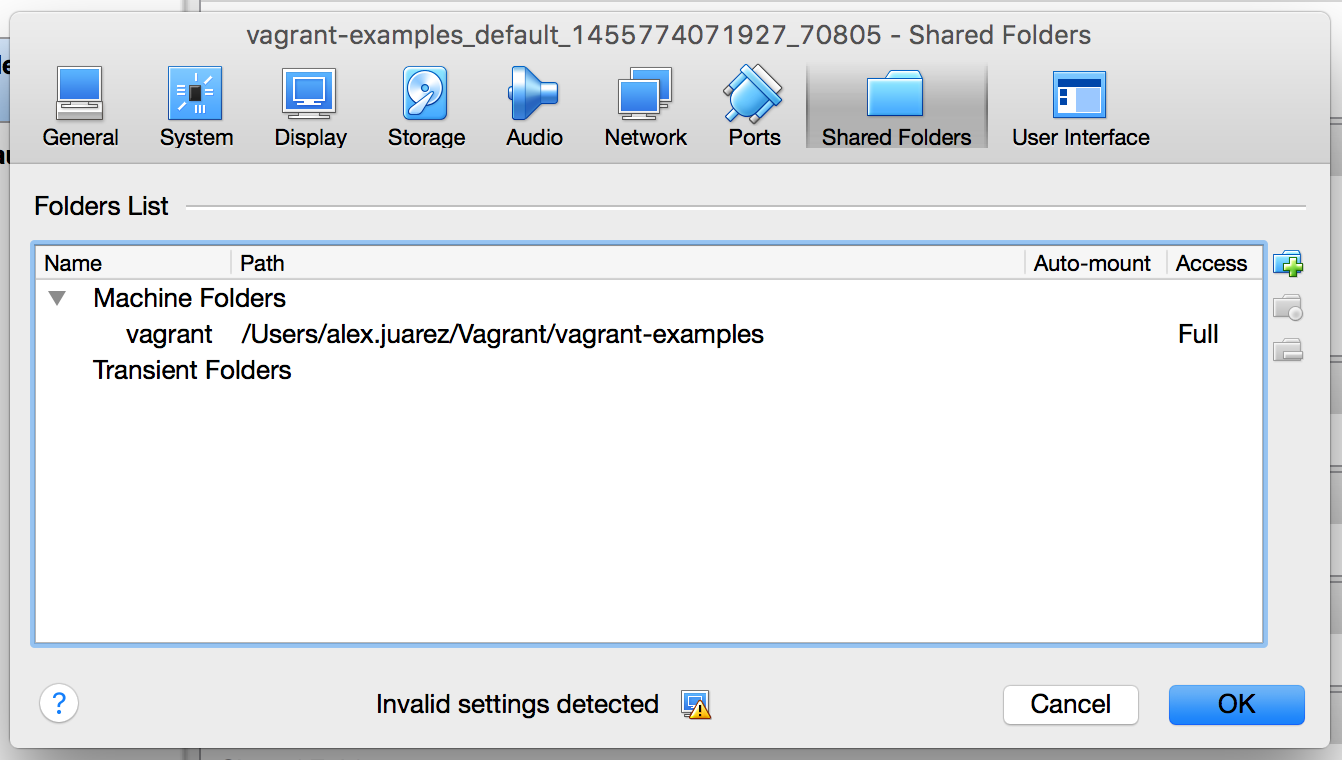 vagrant-examples_default_1455774071927_70805 - Shared Folders
General System Display Storage Audio Network Ports Shared Folders User Interface
Folders List
Name Path Auto-mount Access
Machine Folders
vagrant /Users/alex.juarez/Vagrant/vagrant-examples Full
Transient Folders
? Invalid settings detected Cancel OK